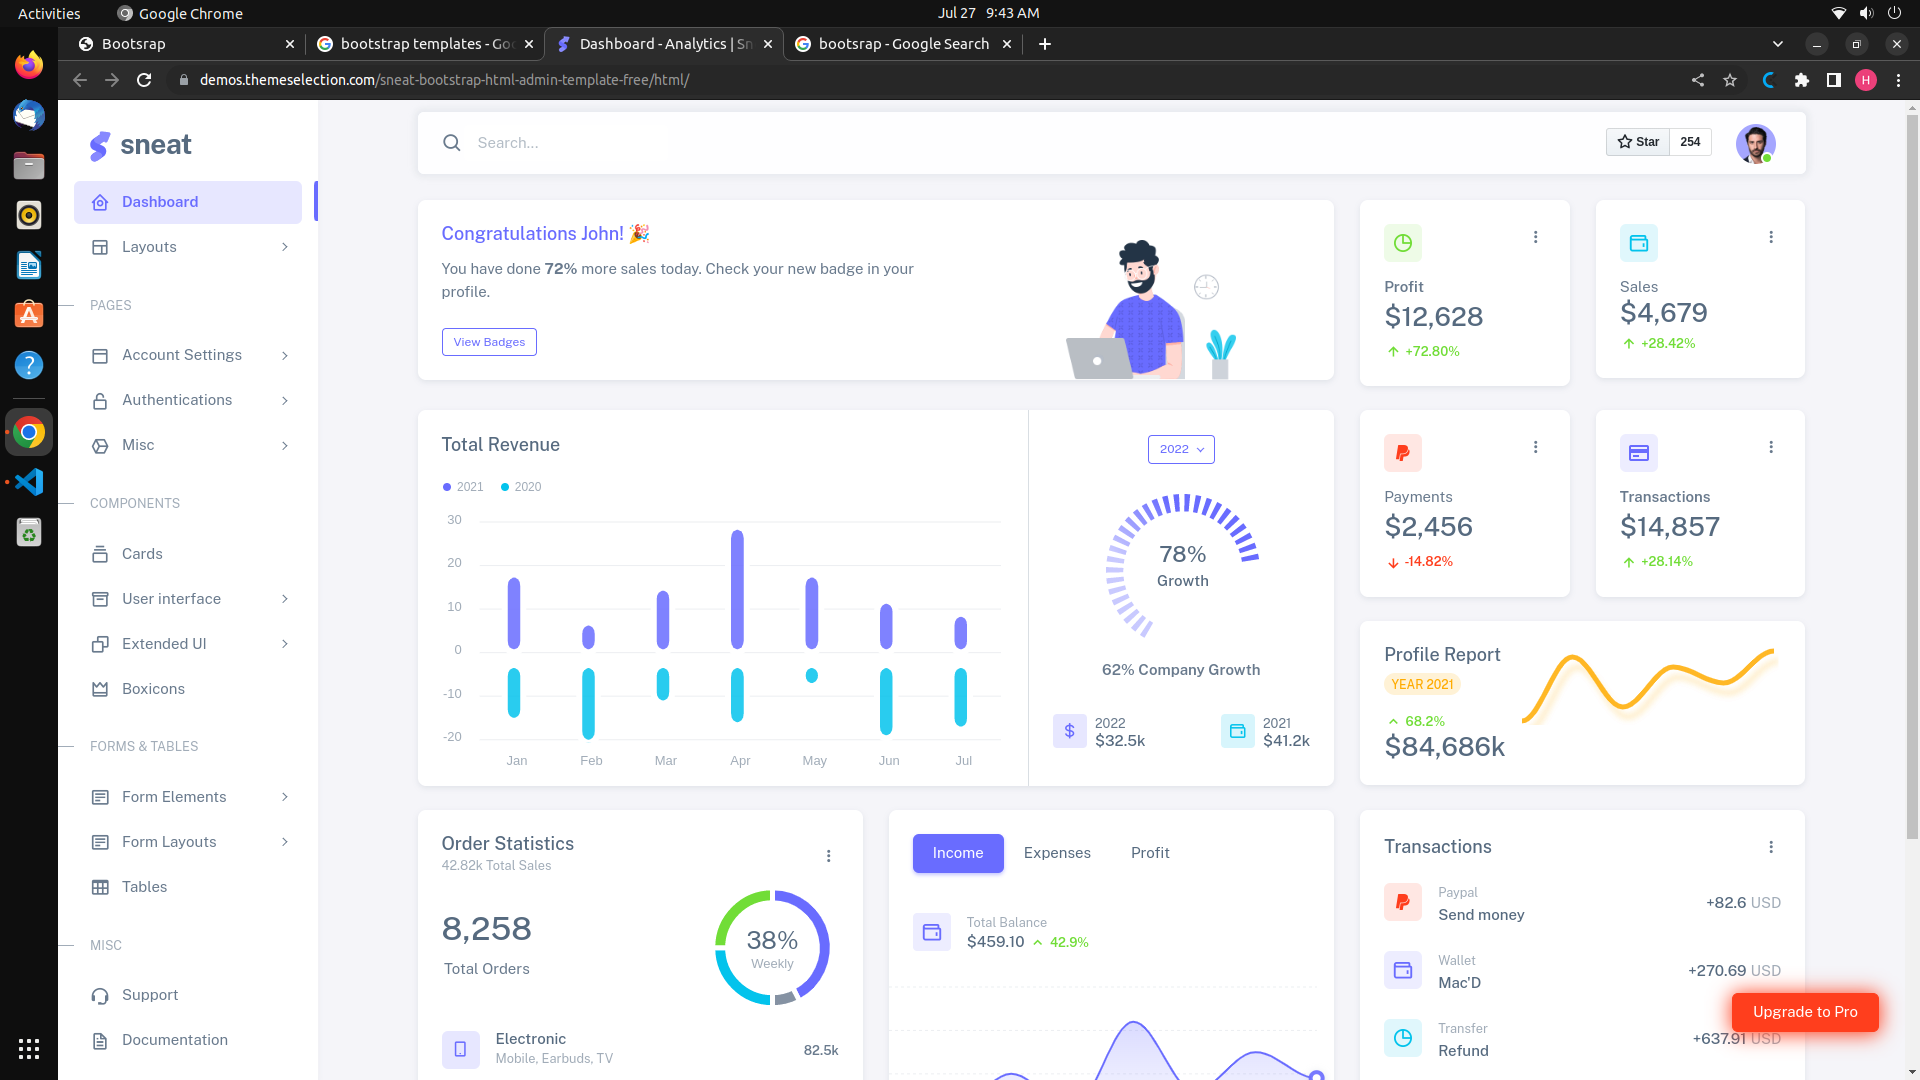 Activities
Google Chrome
Jul 27 9:43 AM
Bootsrap
bootstrap templates - Goo
Dashboard - Analytics | Sn
bootsrap - Google Search
demos.themeselection.com/sneat-bootstrap-html-admin-template-free/html/
H
sneat
Dashboard
Layouts
PAGES
Account Settings
Authentications
Misc
COMPONENTS
Cards
User interface
Extended UI
Boxicons
FORMS & TABLES
Form Elements
Form Layouts
Tables
MISC
Support
Documentation
Search...
Star 254
Congratulations John! 🎉
You have done 72% more sales today. Check your new badge in your
profile.
View Badges
Profit
$12,628
+72.80%
Sales
$4,679
+28.42%
Total Revenue
2021 2020
30
20
10
0
-10
-20
Jan Feb Mar Apr May Jun Jul
2022
78%
Growth
62% Company Growth
$
2022
$32.5k
2021
$41.2k
Payments
$2,456
-14.82%
Transactions
$14,857
+28.14%
Profile Report
YEAR 2021
68.2%
$84,686k
Order Statistics
42.82k Total Sales
8,258
Total Orders
38%
Weekly
Electronic
Mobile, Earbuds, TV
82.5k
Income Expenses Profit
Total Balance
$459.10 42.9%
Transactions
Paypal
Send money
+82.6 USD
Wallet
Mac'D
+270.69 USD
Upgrade to Pro
Transfer
Refund
+637.91 USD